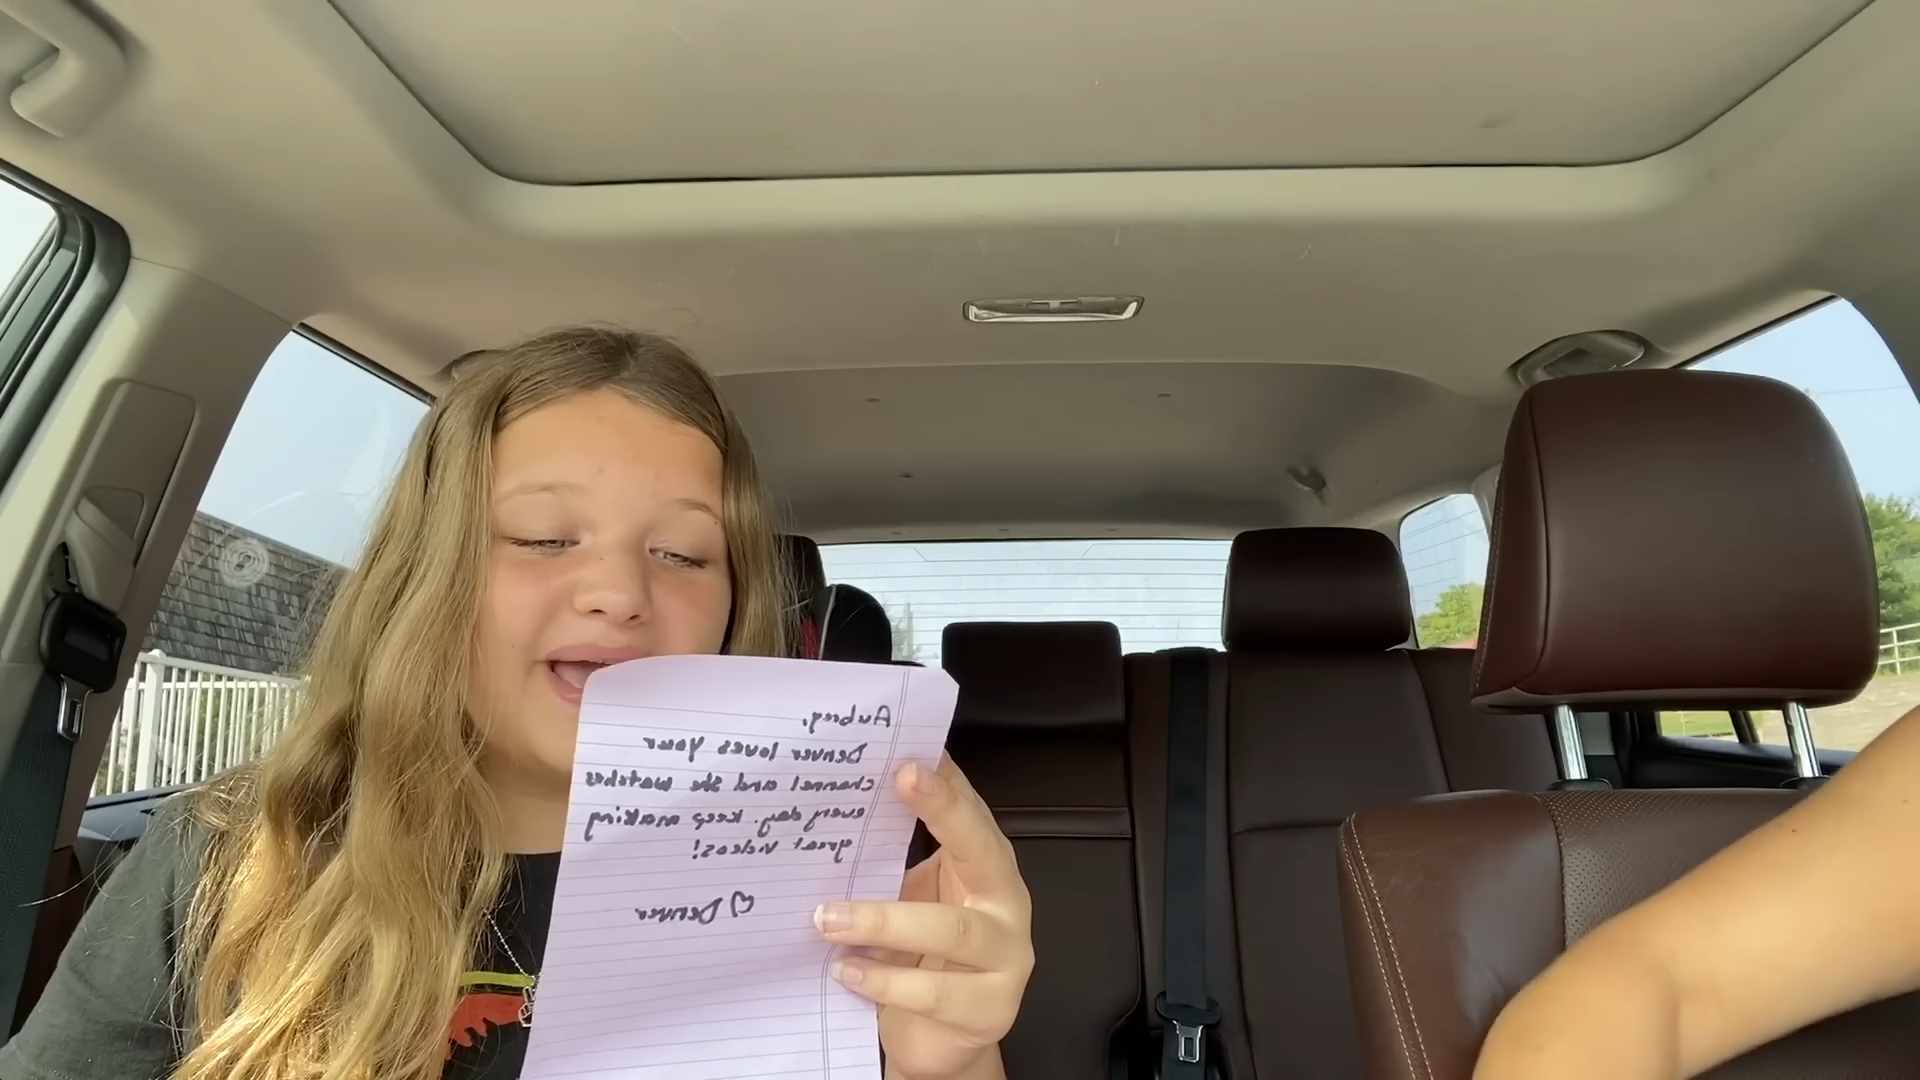 Aubrey,
Denver loves your
channel and she watches
every day. Keep making
great videos!
♡ Denver